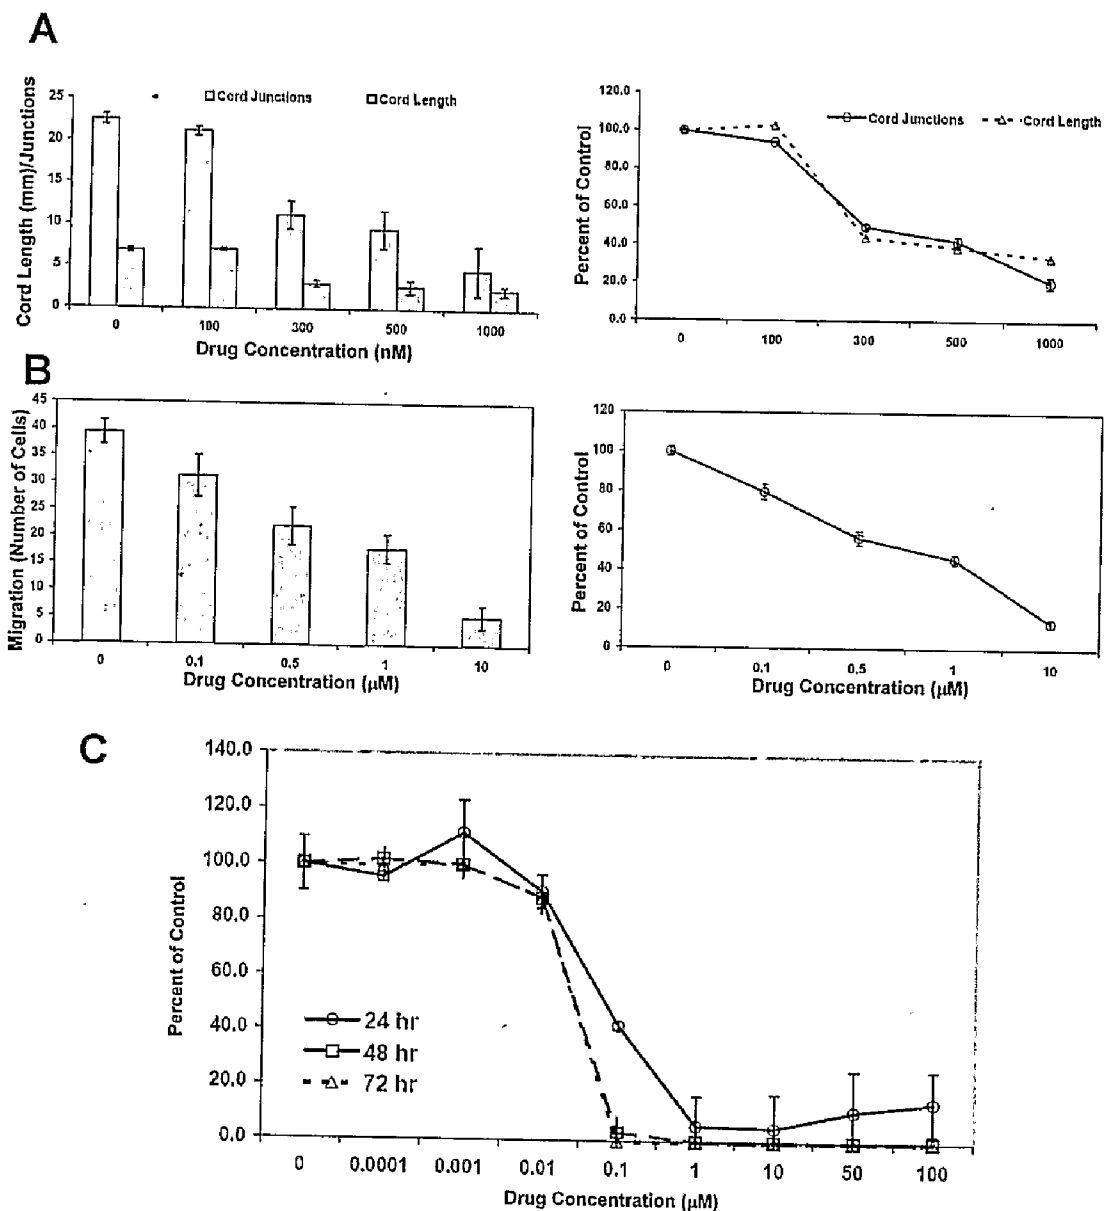 A
Cord Length (mm)/Junctions
25
20
15
10
5
0
Cord Junctions
Cord Length
0 100 300 500 1000
Drug Concentration (nM)
Percent of Control
120.0
100.0
80.0
60.0
40.0
20.0
0.0
Cord Junctions
Cord Length
0 100 300 500 1000
B
Migration (Number of Cells)
45
40
35
30
25
20
15
10
5
0
0 0.1 0.5 1 10
Drug Concentration (µM)
Percent of Control
120
100
80
60
40
20
0
0 0.1 0.5 1 10
Drug Concentration (µM)
C
Percent of Control
140.0
120.0
100.0
80.0
60.0
40.0
20.0
0.0
24 hr
48 hr
72 hr
0 0.0001 0.001 0.01 0.1 1 10 50 100
Drug Concentration (µM)